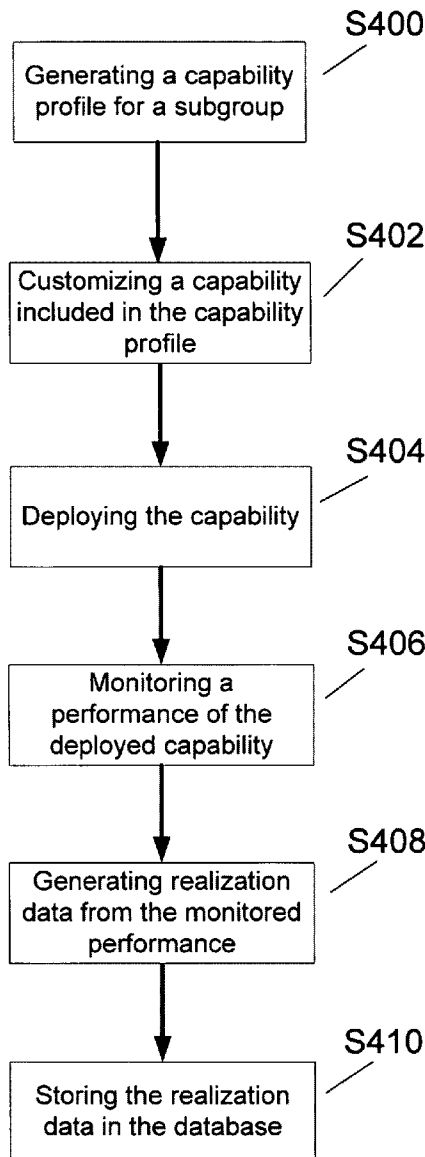 S400
Generating a capability
profile for a subgroup
S402
Customizing a capability
included in the capability
profile
S404
Deploying the capability
S406
Monitoring a
performance of the
deployed capability
S408
Generating realization
data from the monitored
performance
S410
Storing the realization
data in the database